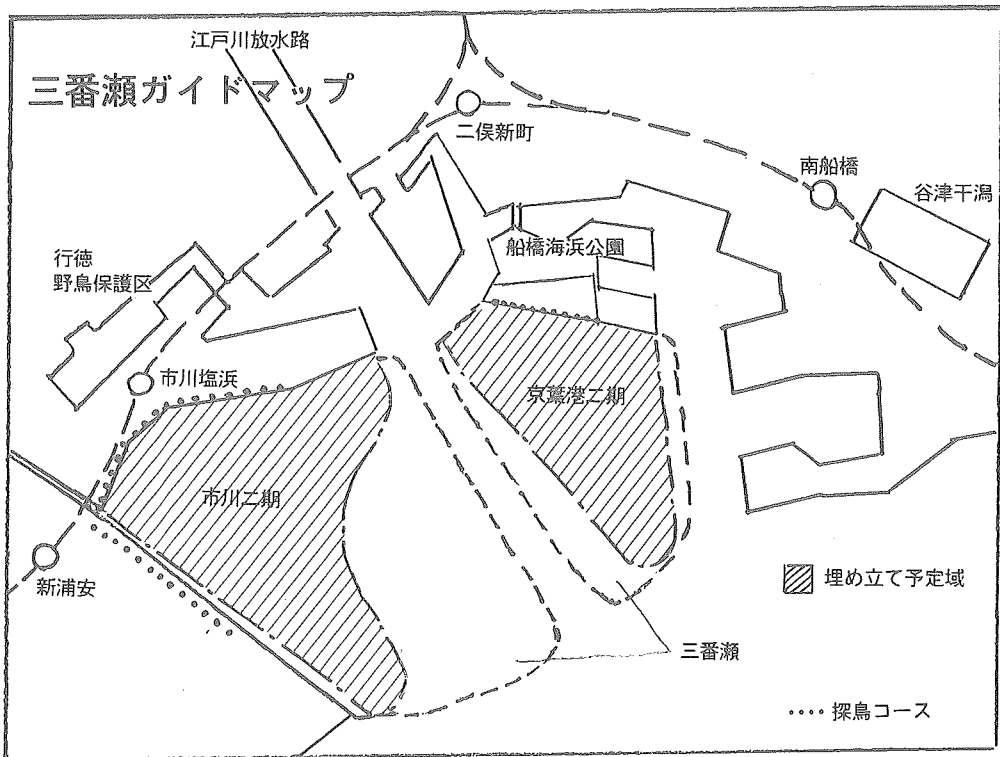 江戸川放水路
三番瀬ガイドマップ
二俣新町
南船橋
谷津干潟
船橋海浜公園
行徳
野鳥保護区
市川塩浜
京葉港二期
市川二期
新浦安
埋め立て予定域
三番瀬
探鳥コース